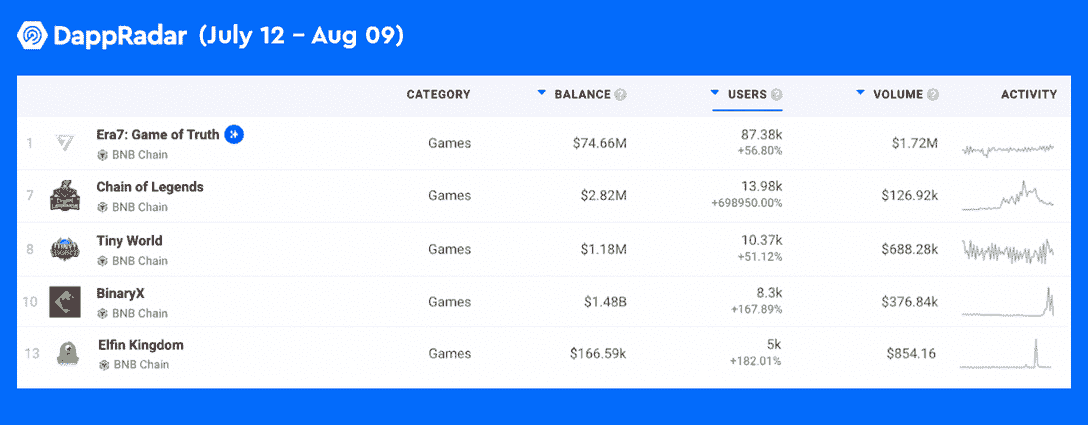 DappRadar (July 12 – Aug 09)
CATEGORY BALANCE ? USERS ? VOLUME ? ACTIVITY
1 Era7: Game of Truth Games $74.66M 87.38k $1.72M
BNB Chain +56.80%
7 Chain of Legends Games $2.82M 13.98k $126.92k
BNB Chain +698950.00%
8 Tiny World Games $1.18M 10.37k $688.28k
BNB Chain +51.12%
10 BinaryX Games $1.48B 8.3k $376.84k
BNB Chain +167.89%
13 Elfin Kingdom Games $166.59k 5k $854.16
BNB Chain +182.01%